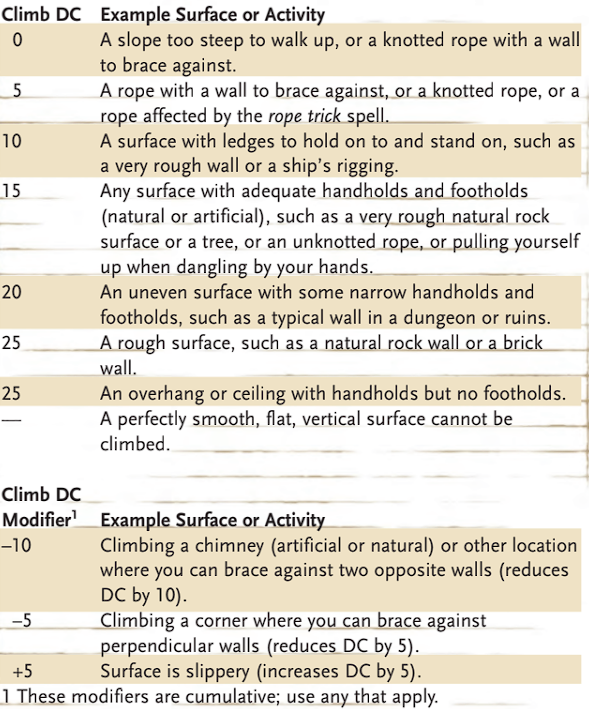 Climb DC Example Surface or Activity
0 A slope too steep to walk up, or a knotted rope with a wall
to brace against.
5 A rope with a wall to brace against, or a knotted rope, or a
rope affected by the rope trick spell.
10 A surface with ledges to hold on to and stand on, such as
a very rough wall or a ship's rigging.
15 Any surface with adequate handholds and footholds
(natural or artificial), such as a very rough natural rock
surface or a tree, or an unknotted rope, or pulling yourself
up when dangling by your hands.
20 An uneven surface with some narrow handholds and
footholds, such as a typical wall in a dungeon or ruins.
25 A rough surface, such as a natural rock wall or a brick
wall.
25 An overhang or ceiling with handholds but no footholds.
— A perfectly smooth, flat, vertical surface cannot be
climbed.
Climb DC
Modifier¹ Example Surface or Activity
–10 Climbing a chimney (artificial or natural) or other location
where you can brace against two opposite walls (reduces
DC by 10).
–5 Climbing a corner where you can brace against
perpendicular walls (reduces DC by 5).
+5 Surface is slippery (increases DC by 5).
1 These modifiers are cumulative; use any that apply.